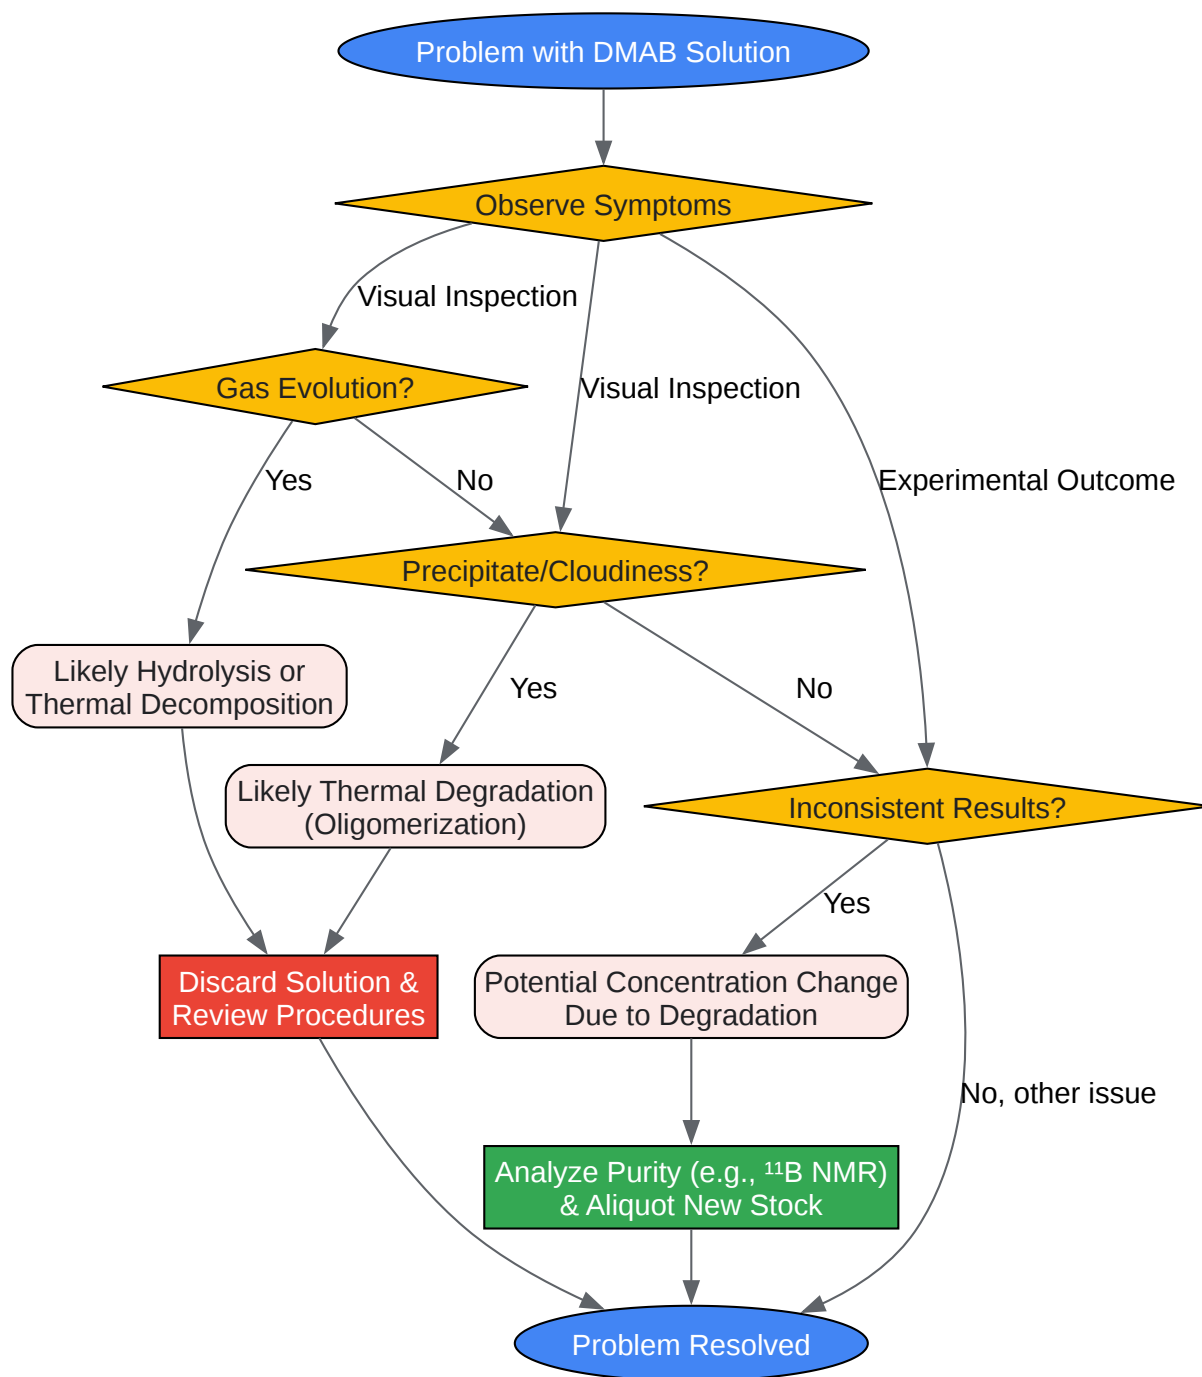 Problem with DMAB Solution
Observe Symptoms
Visual Inspection
Gas Evolution?
Visual Inspection
Yes
No
Experimental Outcome
Precipitate/Cloudiness?
Likely Hydrolysis or
Thermal Decomposition
Yes
No
Likely Thermal Degradation
(Oligomerization)
Inconsistent Results?
Yes
Discard Solution &
Review Procedures
Potential Concentration Change
Due to Degradation
No, other issue
Analyze Purity (e.g., ¹¹B NMR)
& Aliquot New Stock
Problem Resolved